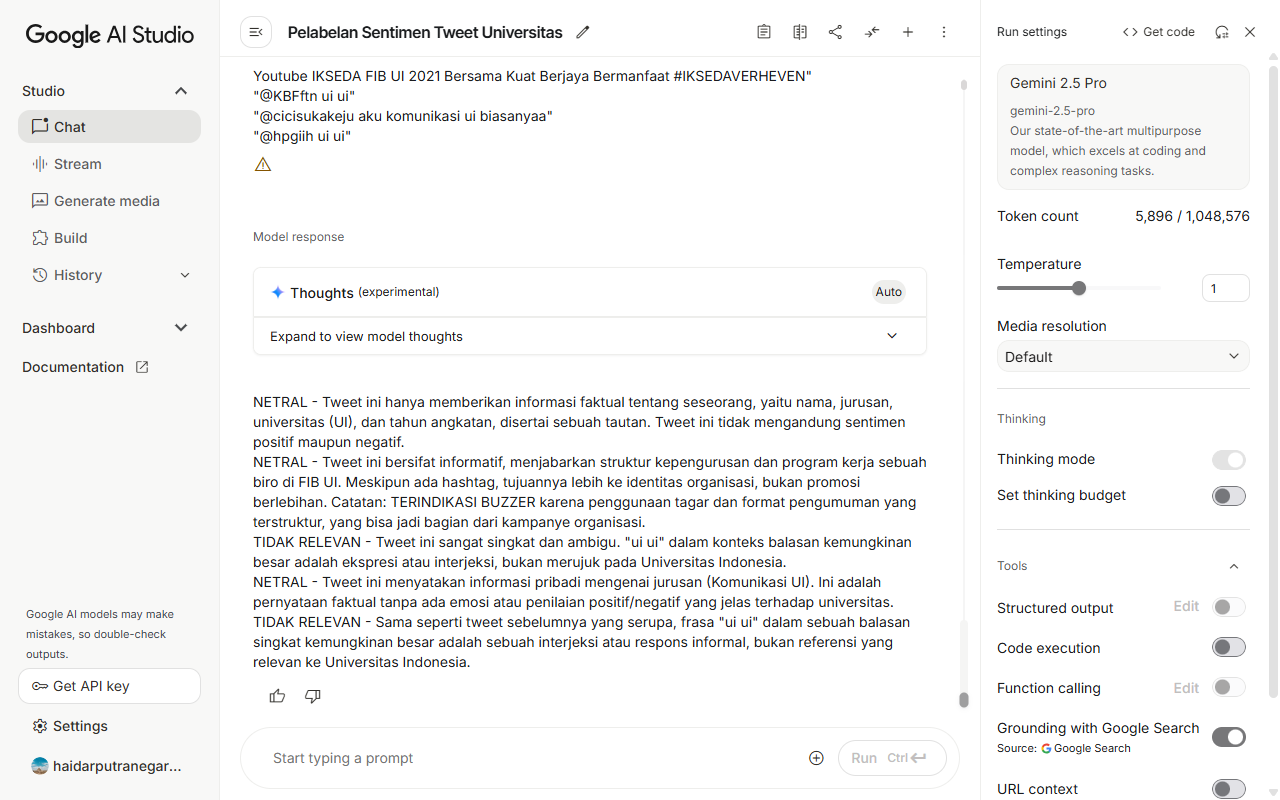 Google AI Studio
Studio
Chat
Stream
Generate media
Build
History
Dashboard
Documentation
Google AI models may make
mistakes, so double-check
outputs.
Get API key
Settings
haidarputranegar...
Pelabelan Sentimen Tweet Universitas
Youtube IKSEDA FIB UI 2021 Bersama Kuat Berjaya Bermanfaat #IKSEDAVERHEVEN"
"@KBFftn ui ui"
"@cicisukakeju aku komunikasi ui biasanyaa"
"@hpgiih ui ui"
Model response
Thoughts (experimental)
Auto
Expand to view model thoughts
NETRAL - Tweet ini hanya memberikan informasi faktual tentang seseorang, yaitu nama, jurusan,
universitas (UI), dan tahun angkatan, disertai sebuah tautan. Tweet ini tidak mengandung sentimen
positif maupun negatif.
NETRAL - Tweet ini bersifat informatif, menjabarkan struktur kepengurusan dan program kerja sebuah
biro di FIB UI. Meskipun ada hashtag, tujuannya lebih ke identitas organisasi, bukan promosi
berlebihan. Catatan: TERINDIKASI BUZZER karena penggunaan tagar dan format pengumuman yang
terstruktur, yang bisa jadi bagian dari kampanye organisasi.
TIDAK RELEVAN - Tweet ini sangat singkat dan ambigu. "ui ui" dalam konteks balasan kemungkinan
besar adalah ekspresi atau interjeksi, bukan merujuk pada Universitas Indonesia.
NETRAL - Tweet ini menyatakan informasi pribadi mengenai jurusan (Komunikasi UI). Ini adalah
pernyataan faktual tanpa ada emosi atau penilaian positif/negatif yang jelas terhadap universitas.
TIDAK RELEVAN - Sama seperti tweet sebelumnya yang serupa, frasa "ui ui" dalam sebuah balasan
singkat kemungkinan besar adalah sebuah interjeksi atau respons informal, bukan referensi yang
relevan ke Universitas Indonesia.
Start typing a prompt
Run Ctrl
Run settings
Get code
Gemini 2.5 Pro
gemini-2.5-pro
Our state-of-the-art multipurpose
model, which excels at coding and
complex reasoning tasks.
Token count 5,896 / 1,048,576
Temperature
1
Media resolution
Default
Thinking
Thinking mode
Set thinking budget
Tools
Structured output Edit
Code execution
Function calling Edit
Grounding with Google Search
Source: Google Search
URL context